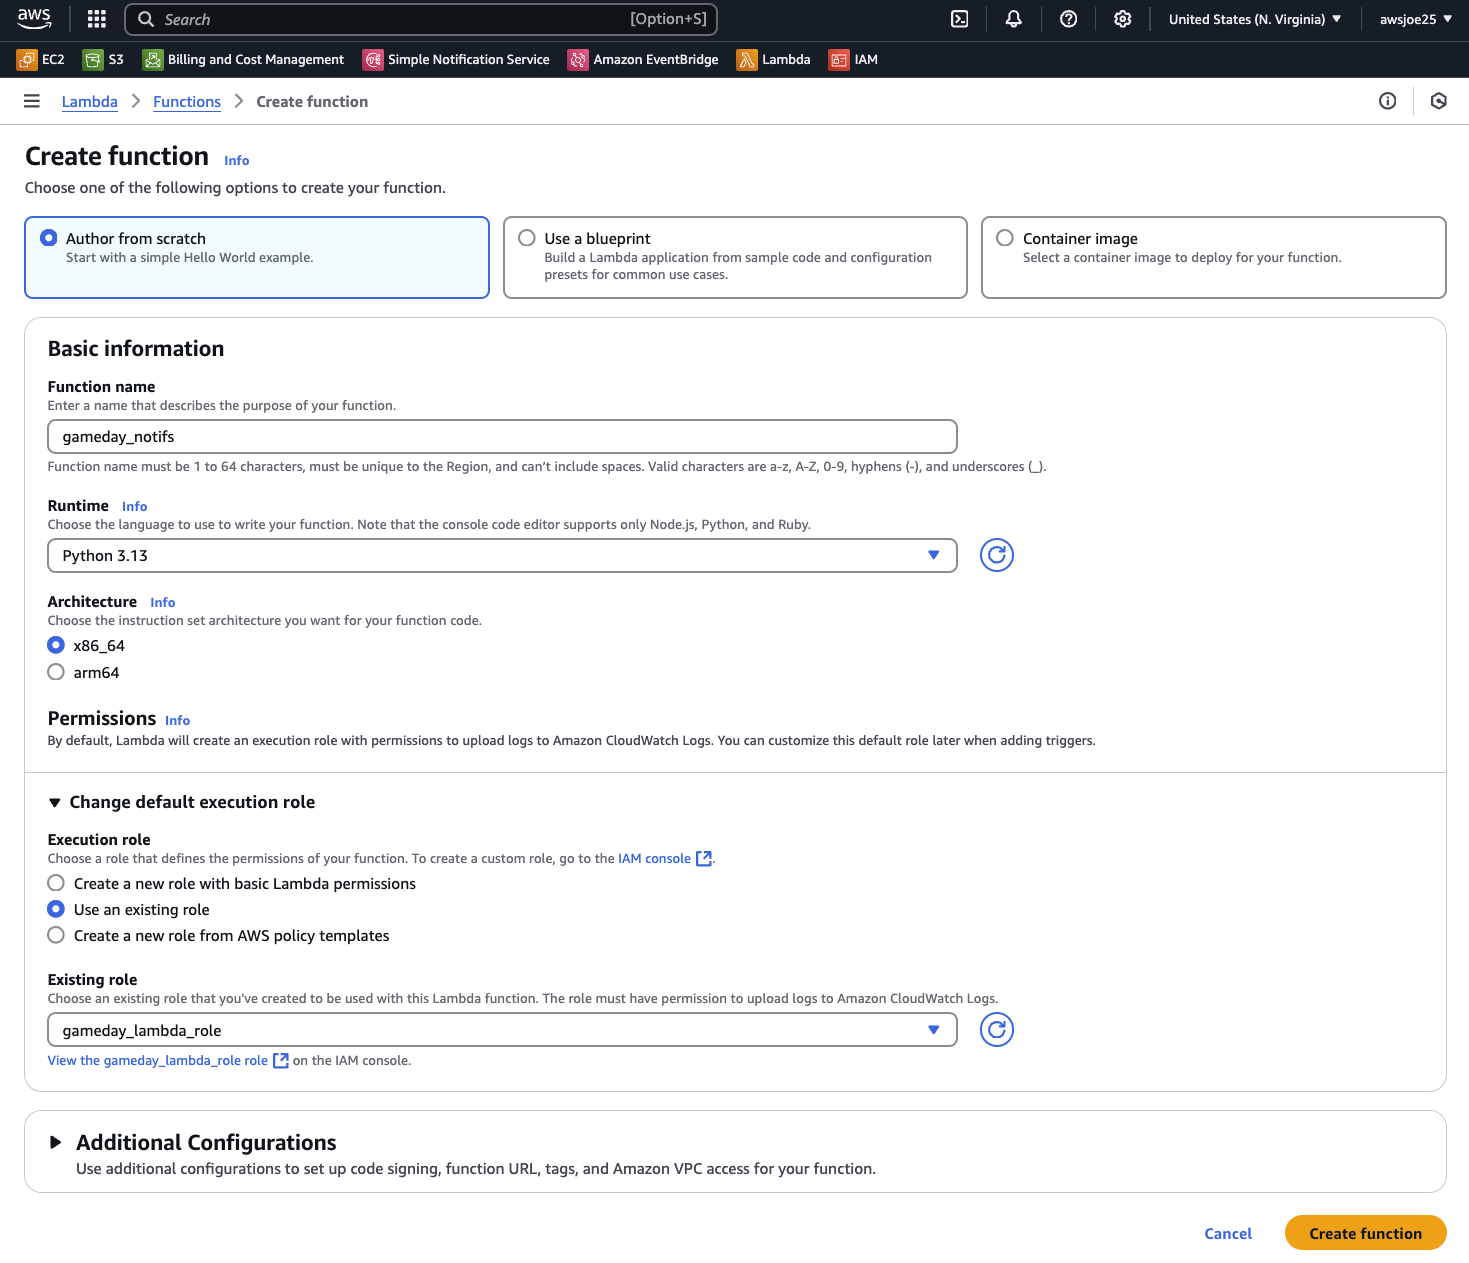 aws
Search
[Option+S]
United States (N. Virginia)
awsjoe25
EC2
S3
Billing and Cost Management
Simple Notification Service
Amazon EventBridge
Lambda
IAM
Lambda
Functions
Create function
Create function
Info
Choose one of the following options to create your function.
Author from scratch
Start with a simple Hello World example.
Use a blueprint
Build a Lambda application from sample code and configuration
presets for common use cases.
Container image
Select a container image to deploy for your function.
Basic information
Function name
Enter a name that describes the purpose of your function.
gameday_notifs
Function name must be 1 to 64 characters, must be unique to the Region, and can't include spaces. Valid characters are a-z, A-Z, 0-9, hyphens (-), and underscores (_).
Runtime Info
Choose the language to use to write your function. Note that the console code editor supports only Node.js, Python, and Ruby.
Python 3.13
Architecture Info
Choose the instruction set architecture you want for your function code.
x86_64
arm64
Permissions Info
By default, Lambda will create an execution role with permissions to upload logs to Amazon CloudWatch Logs. You can customize this default role later when adding triggers.
Change default execution role
Execution role
Choose a role that defines the permissions of your function. To create a custom role, go to the IAM console.
Create a new role with basic Lambda permissions
Use an existing role
Create a new role from AWS policy templates
Existing role
Choose an existing role that you've created to be used with this Lambda function. The role must have permission to upload logs to Amazon CloudWatch Logs.
gameday_lambda_role
View the gameday_lambda_role role on the IAM console.
Additional Configurations
Use additional configurations to set up code signing, function URL, tags, and Amazon VPC access for your function.
Cancel
Create function